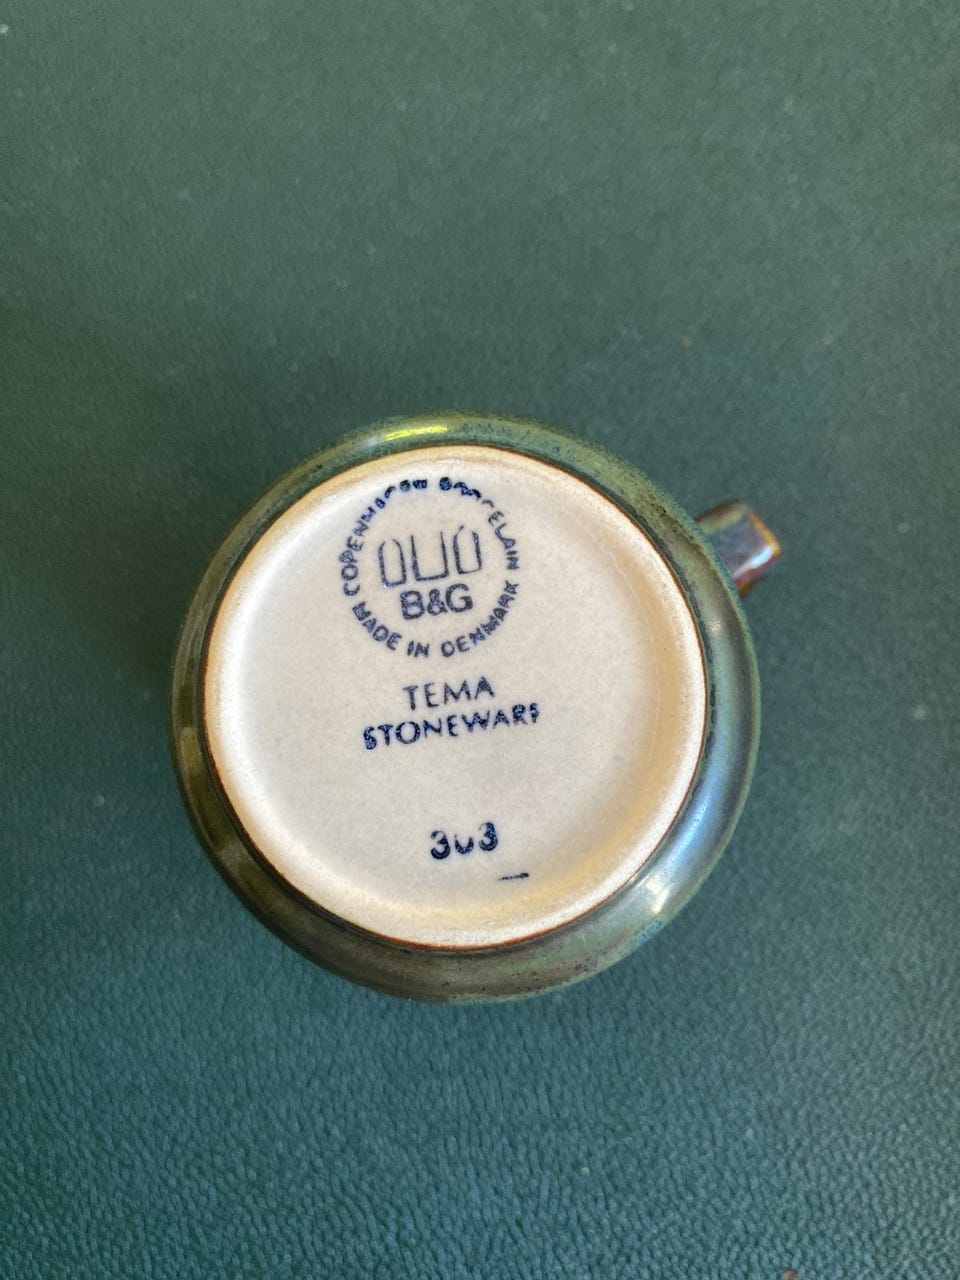 COPENHAGEN PORCELAIN
B&G
MADE IN DENMARK
TEMA
STONEWARE
303